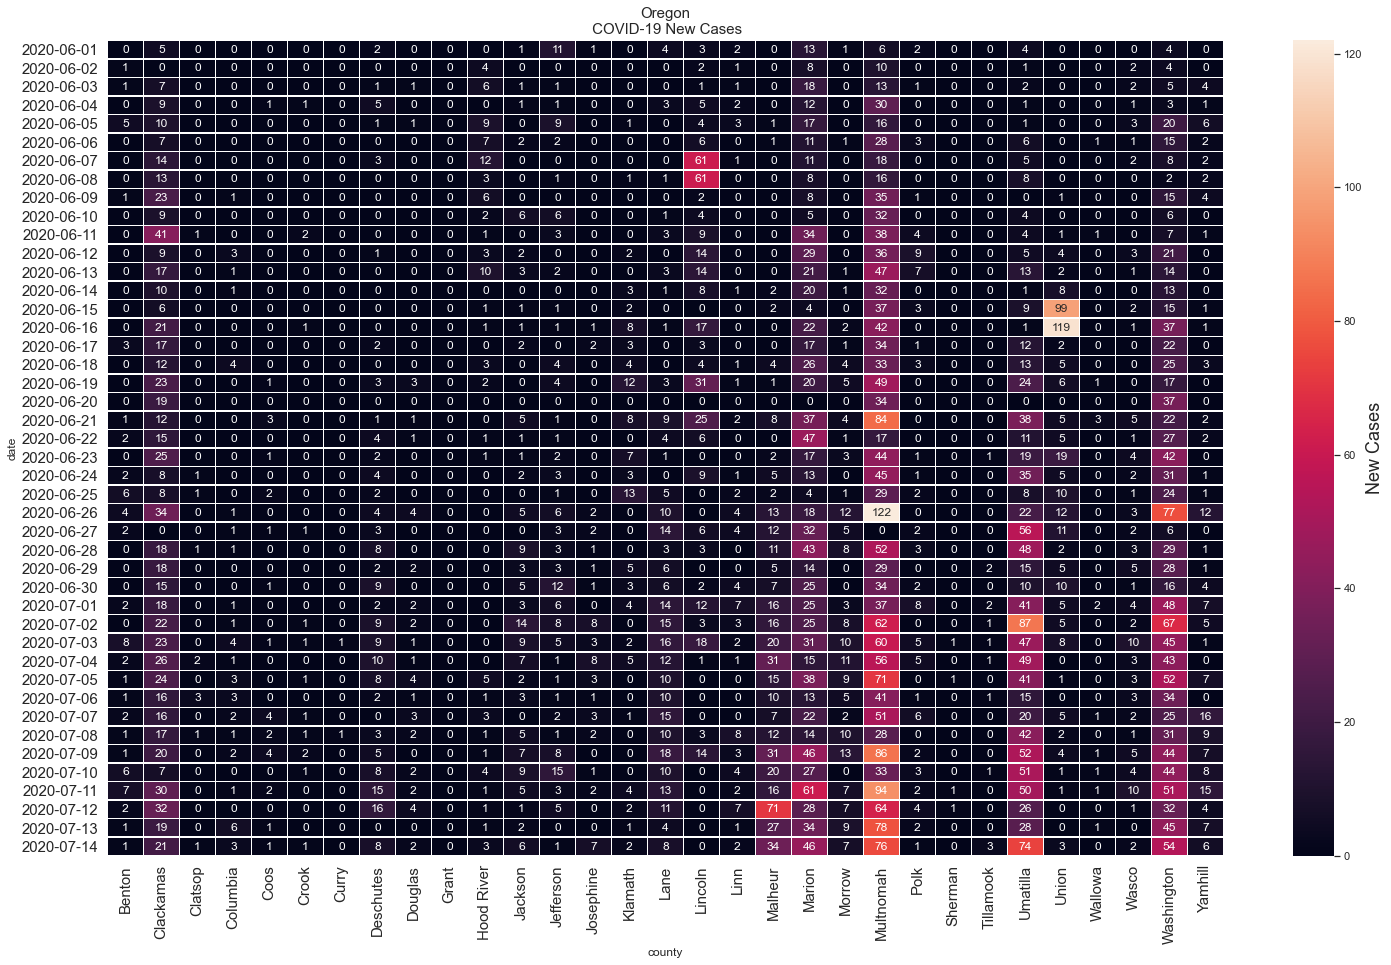 Oregon
COVID-19 New Cases
2020-06-01 0 5 0 0 0 0 0 2 0 0 0 1 11 1 0 4 3 2 0 13 1 6 2 0 0 4 0 0 0 4 0
2020-06-02 1 0 0 0 0 0 0 0 0 0 4 0 0 0 0 0 2 1 0 8 0 10 0 0 0 1 0 0 2 4 0
2020-06-03 1 7 0 0 0 0 0 1 1 0 6 1 1 0 0 0 1 1 0 18 0 13 1 0 0 2 0 0 2 5 4
2020-06-04 0 9 0 0 1 1 0 5 0 0 0 1 1 0 0 3 5 2 0 12 0 30 0 0 0 1 0 0 1 3 1
2020-06-05 5 10 0 0 0 0 0 1 1 0 9 0 9 0 1 0 4 3 1 17 0 16 0 0 0 1 0 0 3 20 6
2020-06-06 0 7 0 0 0 0 0 0 0 0 7 2 2 0 0 0 6 0 1 11 1 28 3 0 0 6 0 1 1 15 2
2020-06-07 0 14 0 0 0 0 0 3 0 0 12 0 0 0 0 0 61 1 0 11 0 18 0 0 0 5 0 0 2 8 2
2020-06-08 0 13 0 0 0 0 0 0 0 0 3 0 1 0 1 1 61 0 0 8 0 16 0 0 0 8 0 0 0 2 2
2020-06-09 1 23 0 1 0 0 0 0 0 0 6 0 0 0 0 0 2 0 0 8 0 35 1 0 0 0 1 0 0 15 4
2020-06-10 0 9 0 0 0 0 0 0 0 0 2 6 6 0 0 1 4 0 0 5 0 32 0 0 0 4 0 0 0 6 0
2020-06-11 0 41 1 0 0 2 0 0 0 0 1 0 3 0 0 3 9 0 0 34 0 38 4 0 0 4 1 1 0 7 1
2020-06-12 0 9 0 3 0 0 0 1 0 0 3 2 0 0 2 0 14 0 0 29 0 36 9 0 0 5 4 0 3 21 0
2020-06-13 0 17 0 1 0 0 0 0 0 0 10 3 2 0 0 3 14 0 0 21 1 47 7 0 0 13 2 0 1 14 0
2020-06-14 0 10 0 1 0 0 0 0 0 0 0 0 0 0 3 1 8 1 2 20 1 32 0 0 0 1 8 0 0 13 0
2020-06-15 0 6 0 0 0 0 0 0 0 0 1 1 1 0 2 0 0 0 2 4 0 37 3 0 0 9 99 0 2 15 1
2020-06-16 0 21 0 0 0 1 0 0 0 0 1 1 1 1 8 1 17 0 0 22 2 42 0 0 0 1 119 0 1 37 1
2020-06-17 3 17 0 0 0 0 0 2 0 0 0 2 0 2 3 0 3 0 0 17 1 34 1 0 0 12 2 0 0 22 0
2020-06-18 0 12 0 4 0 0 0 0 0 0 3 0 4 0 4 0 4 1 4 26 4 33 3 0 0 13 5 0 0 25 3
2020-06-19 0 23 0 0 1 0 0 3 3 0 2 0 4 0 12 3 31 1 1 20 5 49 0 0 0 24 6 1 0 17 0
2020-06-20 0 19 0 0 0 0 0 0 0 0 0 0 0 0 0 0 0 0 0 0 0 34 0 0 0 0 0 0 0 37 0
2020-06-21 1 12 0 0 3 0 0 1 1 0 0 5 1 0 8 9 25 2 8 37 4 84 0 0 0 38 5 3 5 22 2
2020-06-22 2 15 0 0 0 0 0 4 1 0 1 1 1 0 0 4 6 0 0 47 1 17 0 0 0 11 5 0 1 27 2
2020-06-23 0 25 0 0 1 0 0 2 0 0 1 1 2 0 7 1 0 0 2 17 3 44 1 0 1 19 19 0 4 42 0
2020-06-24 2 8 1 0 0 0 0 4 0 0 0 2 3 0 3 0 9 1 5 13 0 45 1 0 0 35 5 0 2 31 1
2020-06-25 6 8 1 0 2 0 0 2 0 0 0 0 1 0 13 5 0 2 2 4 1 29 2 0 0 8 10 0 1 24 1
2020-06-26 4 34 0 1 0 0 0 4 4 0 0 5 6 2 0 10 0 4 13 18 12 122 0 0 0 22 12 0 3 77 12
2020-06-27 2 0 0 1 1 1 0 3 0 0 0 0 3 2 0 14 6 4 12 32 5 0 2 0 0 56 11 0 2 6 0
2020-06-28 0 18 1 1 0 0 0 8 0 0 0 9 3 1 0 3 3 0 11 43 8 52 3 0 0 48 2 0 3 29 1
2020-06-29 0 18 0 0 0 0 0 2 2 0 0 3 3 1 5 6 0 0 5 14 0 29 0 0 2 15 5 0 5 28 1
2020-06-30 0 15 0 0 1 0 0 9 0 0 0 5 12 1 3 6 2 4 7 25 0 34 2 0 0 10 10 0 1 16 4
2020-07-01 2 18 0 1 0 0 0 2 2 0 0 3 6 0 4 14 12 7 16 25 3 37 8 0 2 41 5 2 4 48 7
2020-07-02 0 22 0 1 0 1 0 9 2 0 0 14 8 8 0 15 3 3 16 25 8 62 0 0 1 87 5 0 2 67 5
2020-07-03 8 23 0 4 1 1 1 9 1 0 0 9 5 3 2 16 18 2 20 31 10 60 5 1 1 47 8 0 10 45 1
2020-07-04 2 26 2 1 0 0 0 10 1 0 0 7 1 8 5 12 1 1 31 15 11 56 5 0 1 49 0 0 3 43 0
2020-07-05 1 24 0 3 0 1 0 8 4 0 5 2 1 3 0 10 0 0 15 38 9 71 0 1 0 41 1 0 3 52 7
2020-07-06 1 16 3 3 0 0 0 2 1 0 1 3 1 1 0 10 0 0 10 13 5 41 1 0 1 15 0 0 1 34 0
2020-07-07 2 16 0 2 4 1 0 0 3 0 3 0 2 3 1 15 0 0 7 22 2 51 6 0 0 20 5 1 2 25 16
2020-07-08 1 17 1 1 2 1 1 3 2 0 1 5 1 2 0 10 3 8 12 14 10 28 0 0 0 42 2 0 1 31 9
2020-07-09 1 20 0 2 4 2 0 5 0 0 1 7 8 0 0 18 14 3 31 46 13 86 2 0 0 52 4 1 5 44 7
2020-07-10 6 7 0 0 0 1 0 8 2 0 4 9 15 1 0 10 0 4 20 27 0 33 3 0 1 51 1 1 4 44 8
2020-07-11 7 30 0 1 2 0 0 15 2 0 1 5 3 2 4 13 0 2 16 61 7 94 2 1 0 50 1 1 10 51 15
2020-07-12 2 32 0 0 0 0 0 16 4 0 1 1 5 0 2 11 0 7 71 28 7 64 4 1 0 26 0 0 1 32 4
2020-07-13 1 19 0 6 1 0 0 0 0 0 1 2 0 0 1 4 0 1 27 34 9 78 2 0 0 28 0 1 0 45 7
2020-07-14 1 21 1 3 1 1 0 8 2 0 3 6 1 7 2 8 0 2 34 46 7 76 1 0 3 74 3 0 2 54 6
Benton Clackamas Clatsop Columbia Coos Crook Curry Deschutes Douglas Grant Hood River Jackson Jefferson Josephine Klamath Lane Lincoln Linn Malheur Marion Morrow Multnomah Polk Sherman Tillamook Umatilla Union Wallowa Wasco Washington Yamhill
county
date
120
100
80
60
40
20
0
New Cases